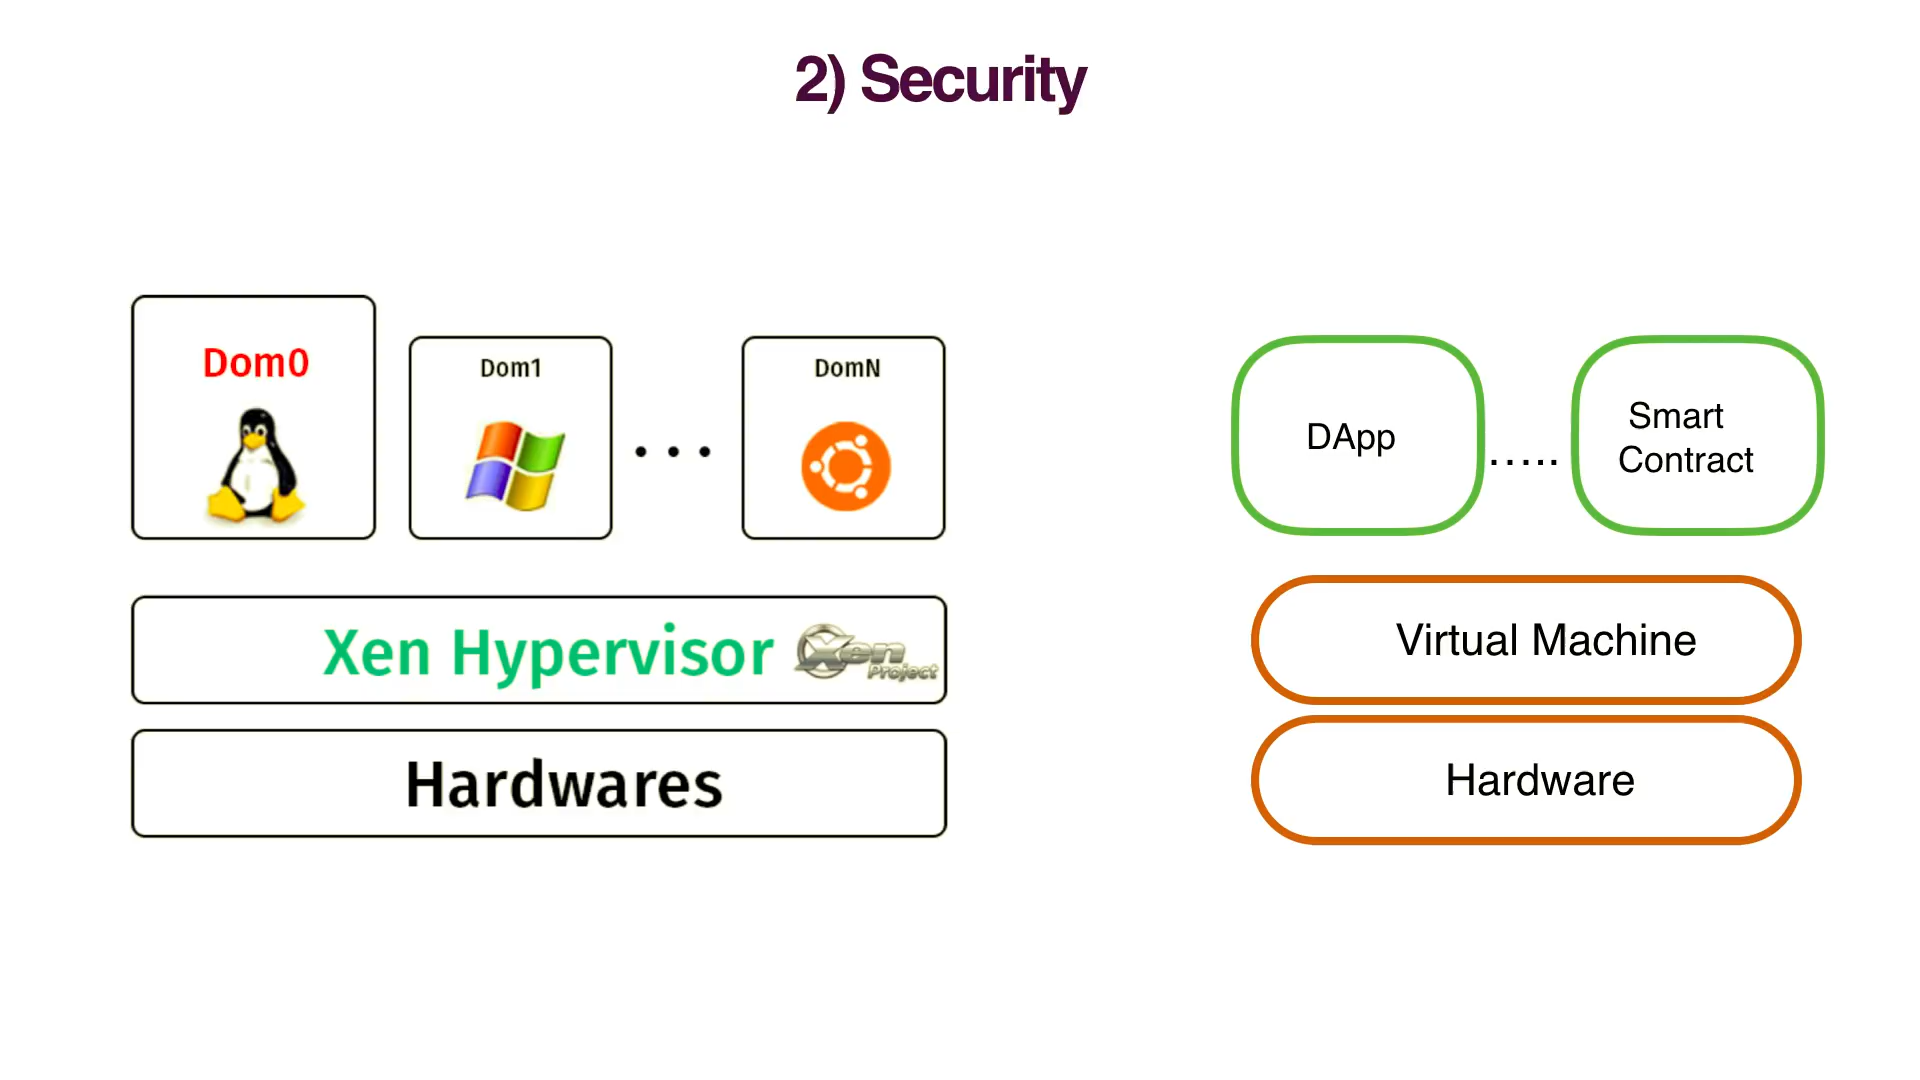 2) Security
Dom0
Dom1
. . .
DomN
Xen Hypervisor
Xen
Project
Hardwares
DApp
.....
Smart
Contract
Virtual Machine
Hardware